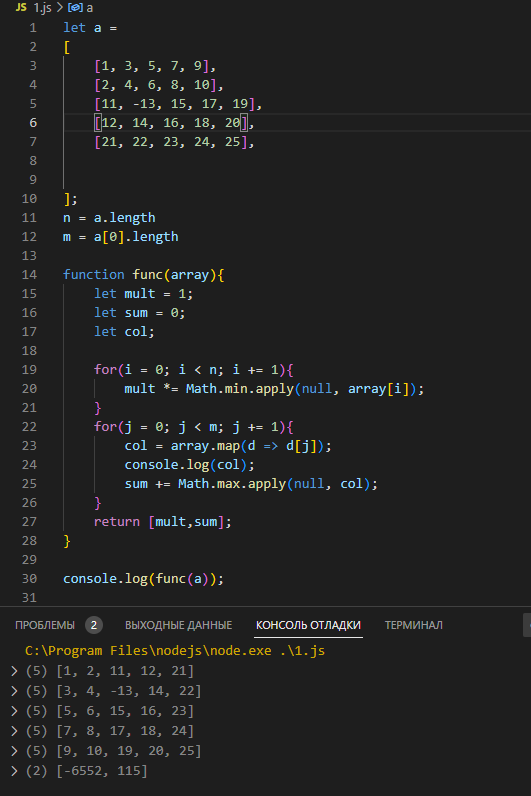 JS 1.js > a
1 let a =
2 [
3 [1, 3, 5, 7, 9],
4 [2, 4, 6, 8, 10],
5 [11, -13, 15, 17, 19],
6 [12, 14, 16, 18, 20],
7 [21, 22, 23, 24, 25],
8
9
10 ];
11 n = a.length
12 m = a[0].length
13
14 function func(array){
15 let mult = 1;
16 let sum = 0;
17 let col;
18
19 for(i = 0; i < n; i += 1){
20 mult *= Math.min.apply(null, array[i]);
21 }
22 for(j = 0; j < m; j += 1){
23 col = array.map(d => d[j]);
24 console.log(col);
25 sum += Math.max.apply(null, col);
26 }
27 return [mult,sum];
28 }
29
30 console.log(func(a));
31
ПРОБЛЕМЫ 2 ВЫХОДНЫЕ ДАННЫЕ КОНСОЛЬ ОТЛАДКИ ТЕРМИНАЛ
C:\Program Files\nodejs\node.exe .\1.js
> (5) [1, 2, 11, 12, 21]
> (5) [3, 4, -13, 14, 22]
> (5) [5, 6, 15, 16, 23]
> (5) [7, 8, 17, 18, 24]
> (5) [9, 10, 19, 20, 25]
> (2) [-6552, 115]